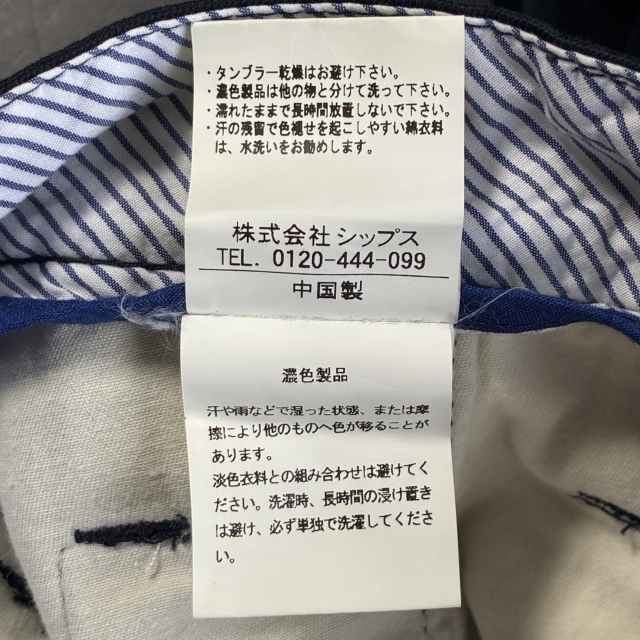 ・タンブラー乾燥はお避け下さい。
・濃色製品は他の物と分けて洗って下さい。
・濡れたままで長時間放置しないで下さい。
・汗の残留で色褪せを起こしやすい綿衣料
は、水洗いをお勧めします。
株式会社シップス
TEL. 0120-444-099
中国製
濃色製品
汗や雨などで湿った状態、または摩
擦により他のものへ色が移ることが
あります。
淡色衣料との組み合わせは避けてく
ださい。洗濯時、長時間の浸け置き
は避け、必ず単独で洗濯してくださ
い。